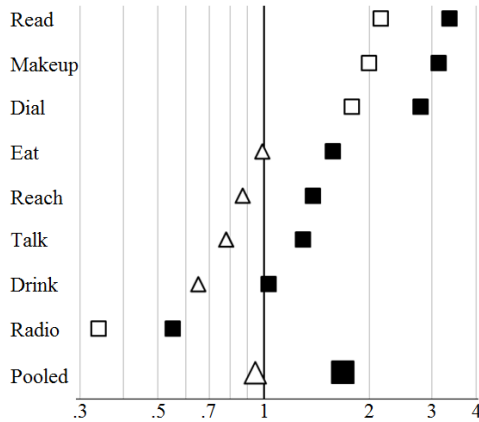 Read
Makeup
Dial
Eat
Reach
Talk
Drink
Radio
Pooled
.3 .5 .7 1 2 3 4